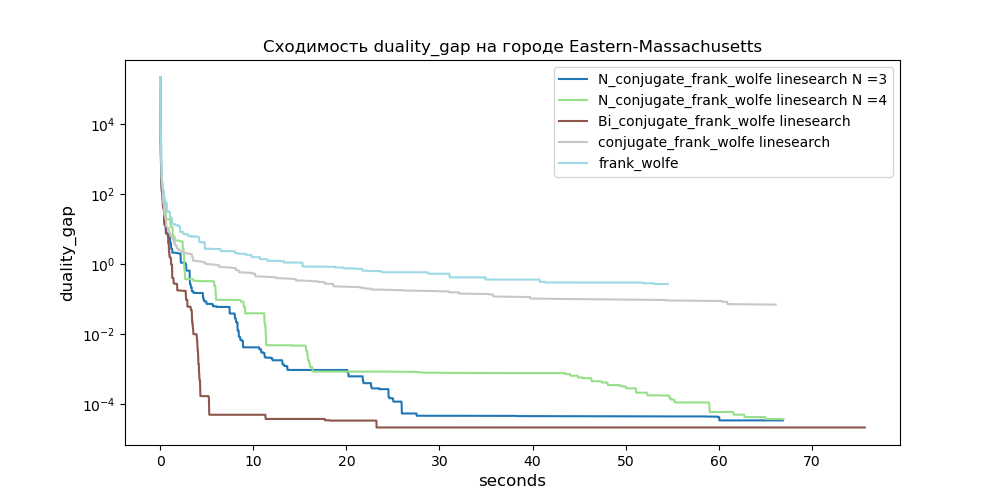 Сходимость duality_gap на городе Eastern-Massachusetts
N_conjugate_frank_wolfe linesearch N =3
N_conjugate_frank_wolfe linesearch N =4
Bi_conjugate_frank_wolfe linesearch
conjugate_frank_wolfe linesearch
frank_wolfe
duality_gap
10⁴
10²
10⁰
10⁻²
10⁻⁴
0 10 20 30 40 50 60 70
seconds